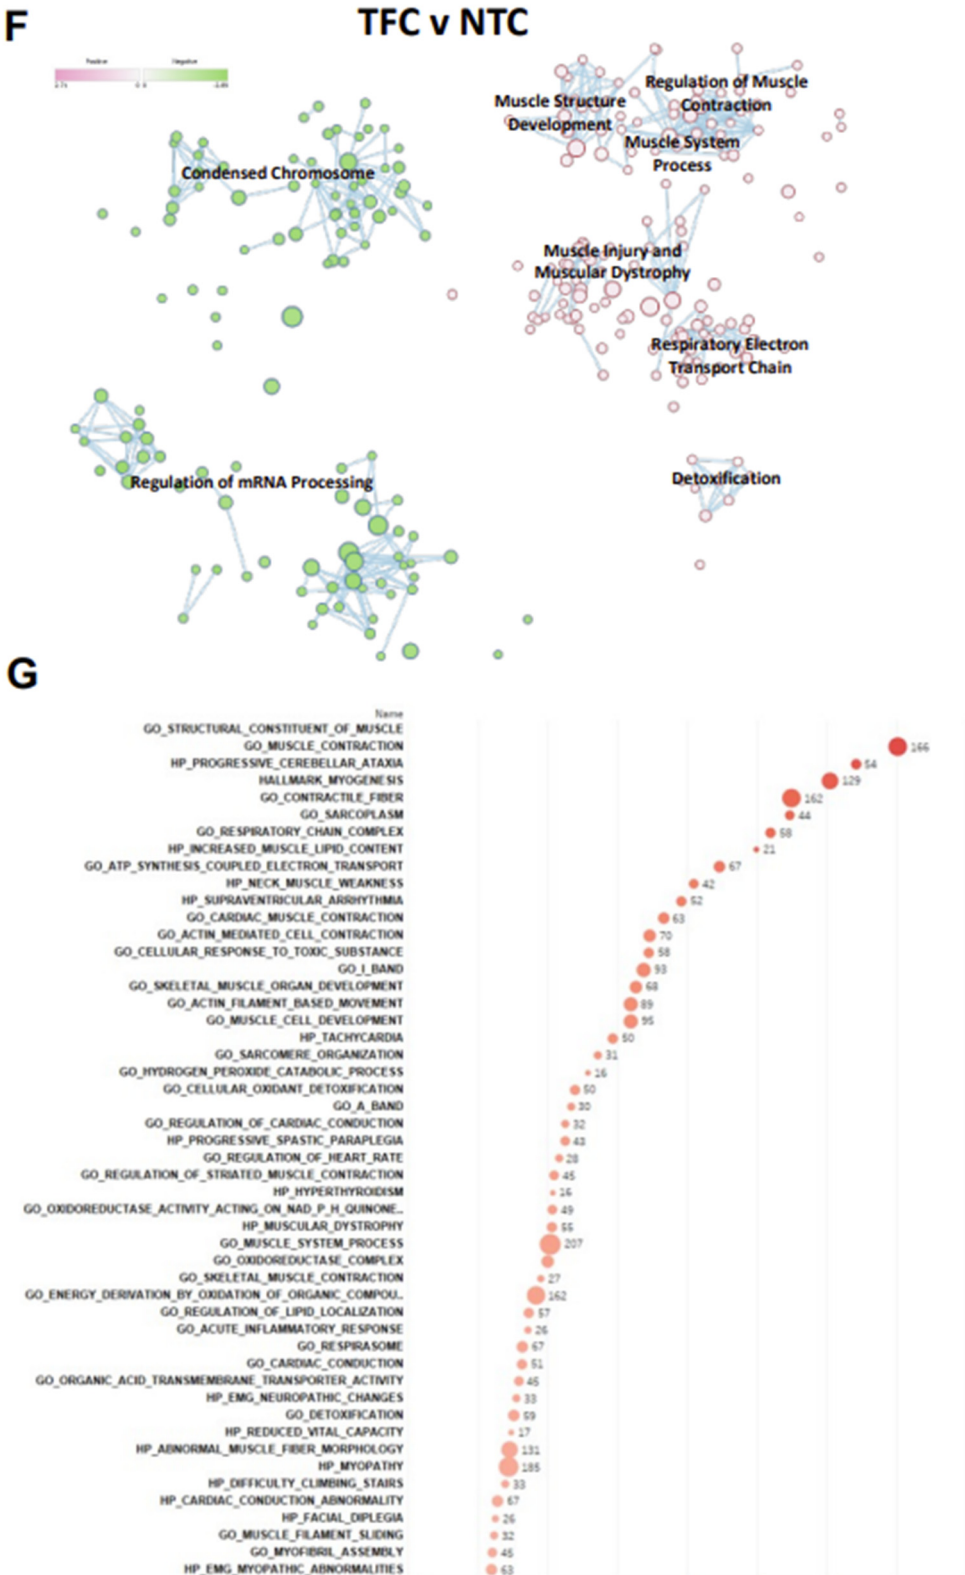 F
TFC v NTC
Positive
Negative
Muscle Structure
Development
Regulation of Muscle
Contraction
Muscle System
Process
Condensed Chromosome
Muscle Injury and
Muscular Dystrophy
Respiratory Electron
Transport Chain
Regulation of mRNA Processing
Detoxification
G
Name
GO_STRUCTURAL_CONSTITUENT_OF_MUSCLE
GO_MUSCLE_CONTRACTION 166
HP_PROGRESSIVE_CEREBELLAR_ATAXIA 54
HALLMARK_MYOGENESIS 129
GO_CONTRACTILE_FIBER 162
GO_SARCOPLASM 44
GO_RESPIRATORY_CHAIN_COMPLEX 58
HP_INCREASED_MUSCLE_LIPID_CONTENT 21
GO_ATP_SYNTHESIS_COUPLED_ELECTRON_TRANSPORT 67
HP_NECK_MUSCLE_WEAKNESS 42
HP_SUPRAVENTRICULAR_ARRHYTHMIA 52
GO_CARDIAC_MUSCLE_CONTRACTION 63
GO_ACTIN_MEDIATED_CELL_CONTRACTION 70
GO_CELLULAR_RESPONSE_TO_TOXIC_SUBSTANCE 58
GO_I_BAND 93
GO_SKELETAL_MUSCLE_ORGAN_DEVELOPMENT 68
GO_ACTIN_FILAMENT_BASED_MOVEMENT 89
GO_MUSCLE_CELL_DEVELOPMENT 95
HP_TACHYCARDIA 50
GO_SARCOMERE_ORGANIZATION 31
GO_HYDROGEN_PEROXIDE_CATABOLIC_PROCESS 16
GO_CELLULAR_OXIDANT_DETOXIFICATION 50
GO_A_BAND 30
GO_REGULATION_OF_CARDIAC_CONDUCTION 32
HP_PROGRESSIVE_SPASTIC_PARAPLEGIA 43
GO_REGULATION_OF_HEART_RATE 28
GO_REGULATION_OF_STRIATED_MUSCLE_CONTRACTION 45
HP_HYPERTHYROIDISM 16
GO_OXIDOREDUCTASE_ACTIVITY_ACTING_ON_NAD_P_H_QUINONE.. 49
HP_MUSCULAR_DYSTROPHY 55
GO_MUSCLE_SYSTEM_PROCESS 207
GO_OXIDOREDUCTASE_COMPLEX
GO_SKELETAL_MUSCLE_CONTRACTION 27
GO_ENERGY_DERIVATION_BY_OXIDATION_OF_ORGANIC_COMPOU.. 162
GO_REGULATION_OF_LIPID_LOCALIZATION 57
GO_ACUTE_INFLAMMATORY_RESPONSE 26
GO_RESPIRASOME 67
GO_CARDIAC_CONDUCTION 51
GO_ORGANIC_ACID_TRANSMEMBRANE_TRANSPORTER_ACTIVITY 45
HP_EMG_NEUROPATHIC_CHANGES 33
GO_DETOXIFICATION 59
HP_REDUCED_VITAL_CAPACITY 17
HP_ABNORMAL_MUSCLE_FIBER_MORPHOLOGY 131
HP_MYOPATHY 185
HP_DIFFICULTY_CLIMBING_STAIRS 33
HP_CARDIAC_CONDUCTION_ABNORMALITY 67
HP_FACIAL_DIPLEGIA 26
GO_MUSCLE_FILAMENT_SLIDING 32
GO_MYOFIBRIL_ASSEMBLY 45
HP_EMG_MYOPATHIC_ABNORMALITIES 63